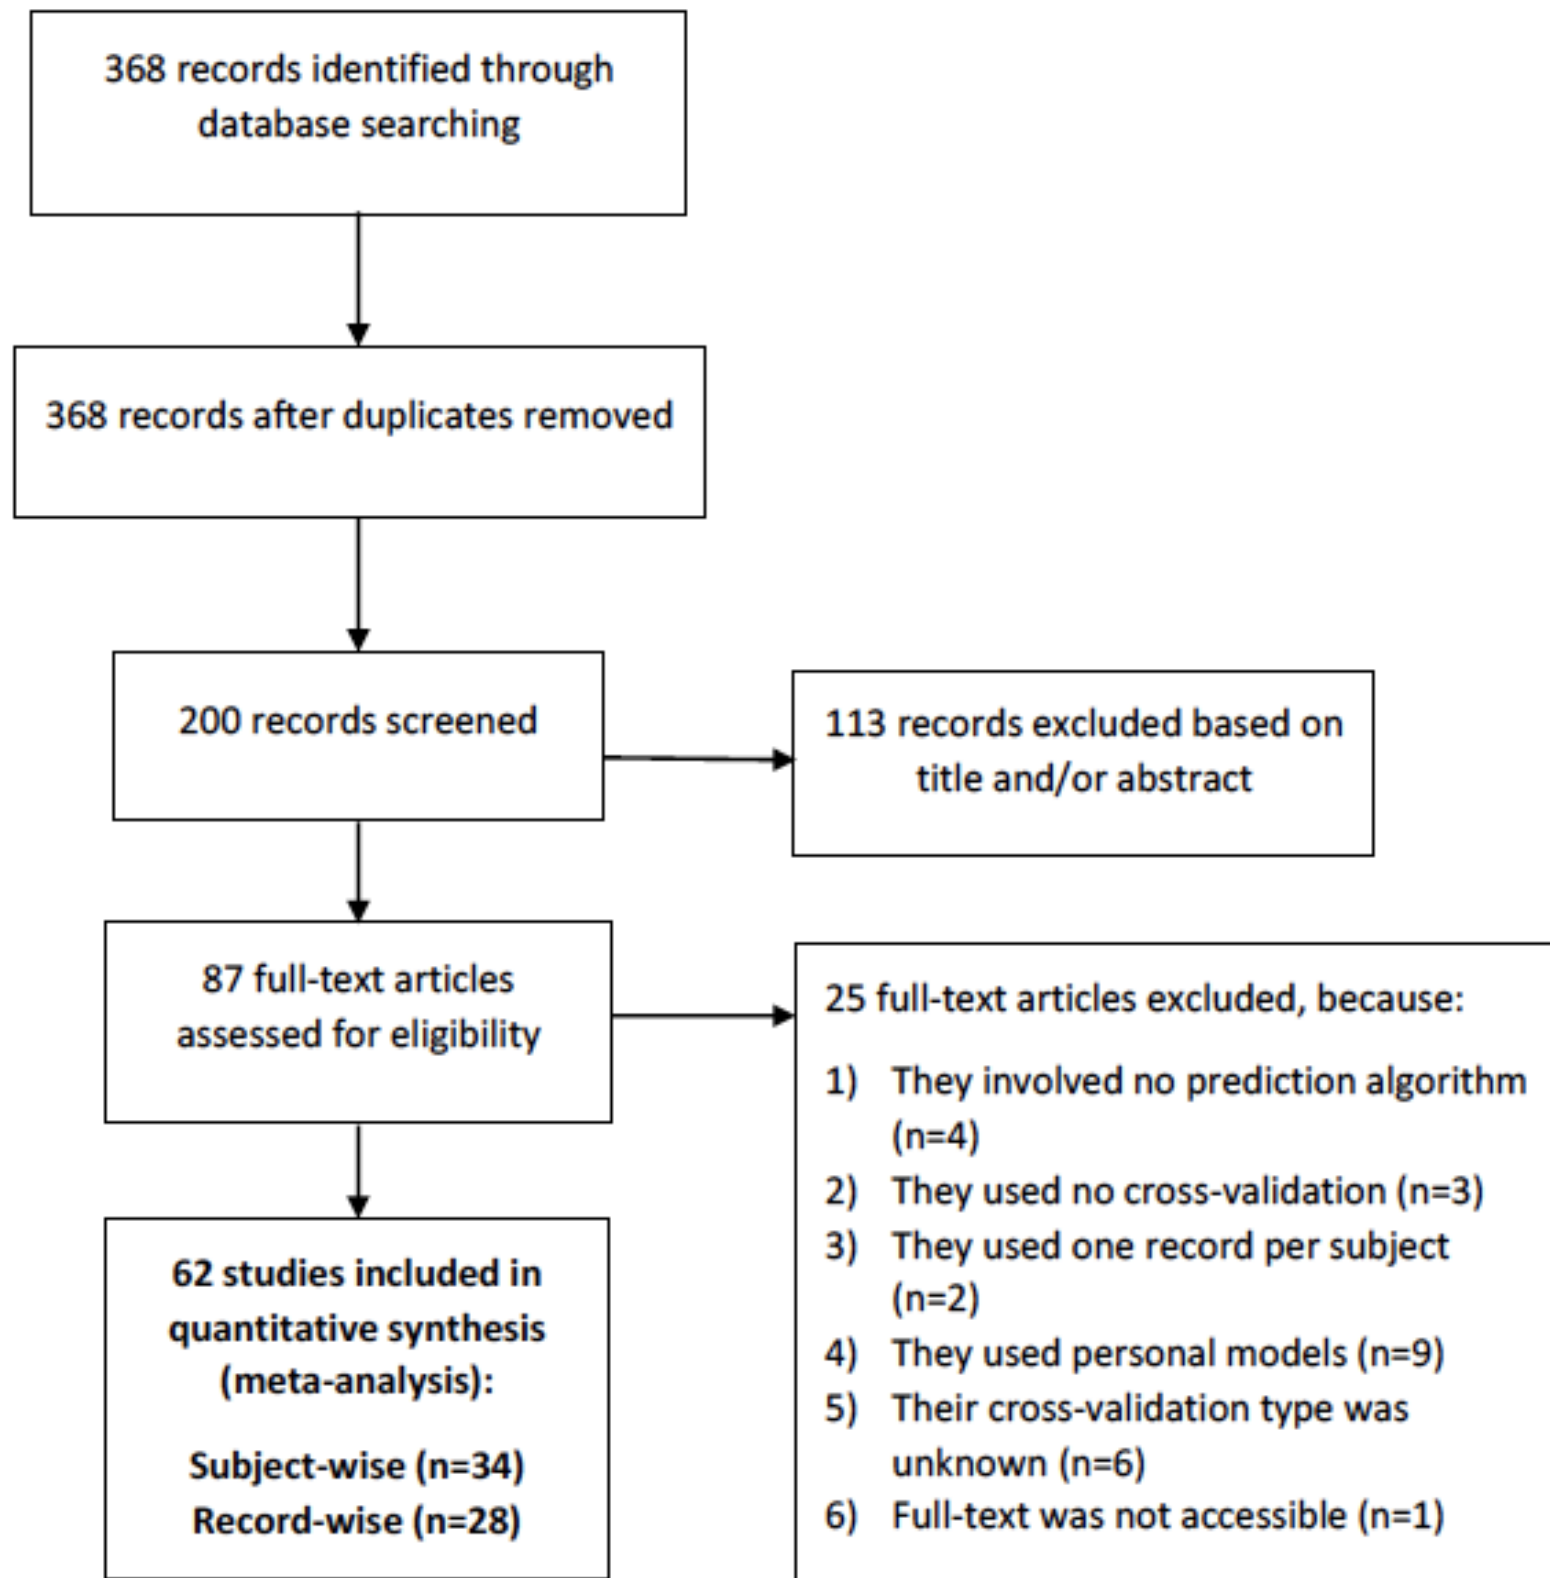 368 records identified through
database searching
368 records after duplicates removed
200 records screened
113 records excluded based on
title and/or abstract
87 full-text articles
assessed for eligibility
25 full-text articles excluded, because:
1) They involved no prediction algorithm
(n=4)
2) They used no cross-validation (n=3)
3) They used one record per subject
(n=2)
4) They used personal models (n=9)
5) Their cross-validation type was
unknown (n=6)
6) Full-text was not accessible (n=1)
62 studies included in
quantitative synthesis
(meta-analysis):
Subject-wise (n=34)
Record-wise (n=28)